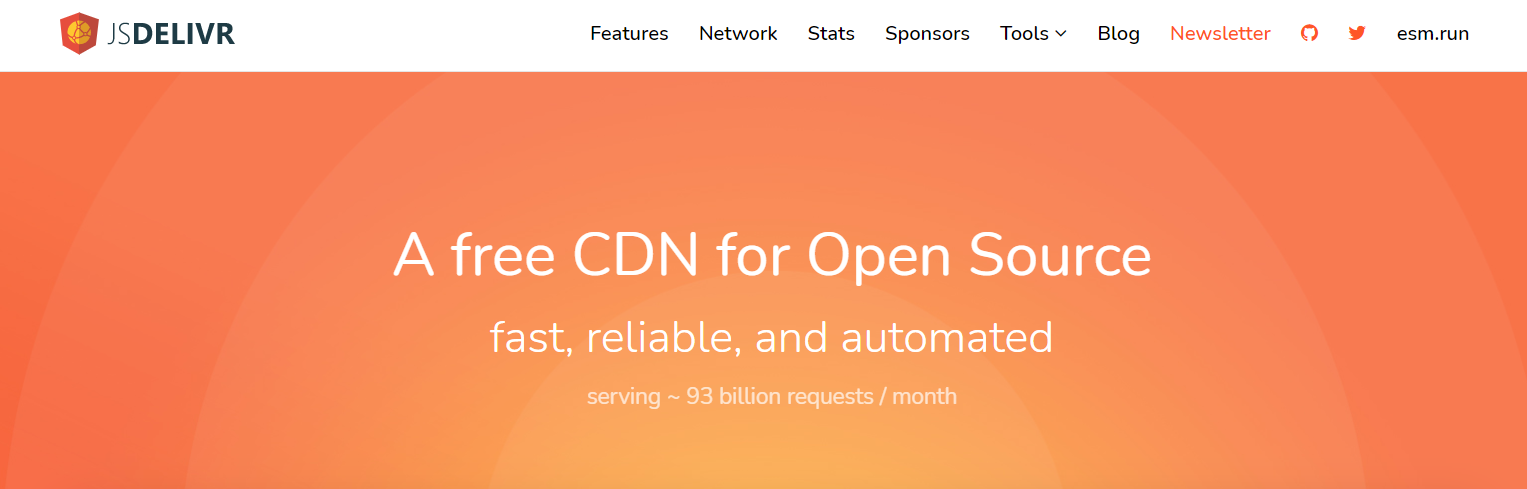 JSDELIVR Features Network Stats Sponsors Tools Blog Newsletter esm.run
A free CDN for Open Source
fast, reliable, and automated
serving ~ 93 billion requests / month